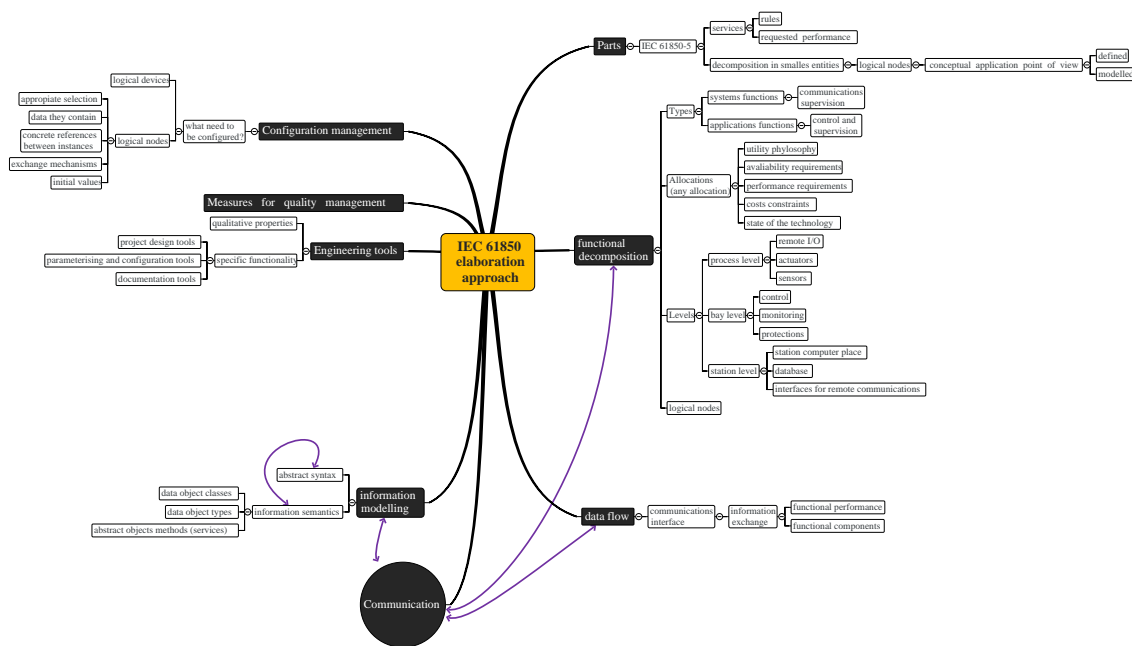 IEC 61850
elaboration
approach
Parts
IEC 61850-5
services
rules
requested performance
decomposition in smalles entities
logical nodes
conceptual application point of view
defined
modelled
functional
decomposition
Types
systems functions
communications
supervision
applications functions
control and
supervision
Allocations
(any allocation)
utility phylosophy
avaliability requirements
performance requirements
costs constraints
state of the technology
Levels
process level
remote I/O
actuators
sensors
bay level
control
monitoring
protections
station level
station computer place
database
interfaces for remote communications
logical nodes
data flow
communications
interface
information
exchange
functional performance
functional components
Configuration management
what need to
be configured?
logical devices
logical nodes
appropiate selection
data they contain
concrete references
between instances
exchange mechanisms
initial values
Measures for quality management
Engineering tools
qualitative properties
specific functionality
project design tools
parameterising and configuration tools
documentation tools
information
modelling
abstract syntax
information semantics
data object classes
data object types
abstract objects methods (services)
Communication